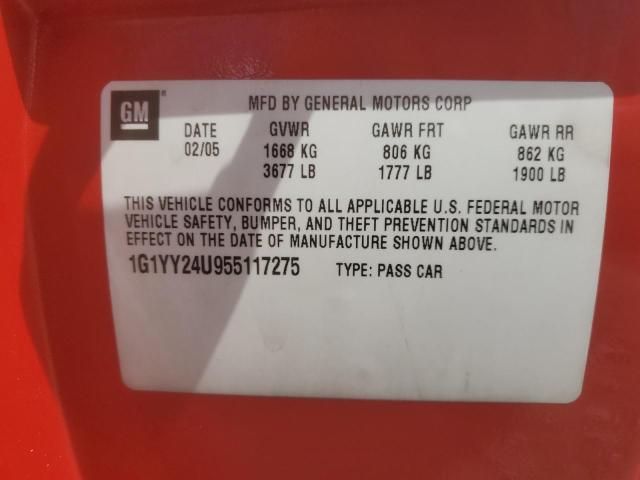 GM ®
MFD BY GENERAL MOTORS CORP
DATE GVWR GAWR FRT GAWR RR
02/05 1668 KG 806 KG 862 KG
3677 LB 1777 LB 1900 LB
THIS VEHICLE CONFORMS TO ALL APPLICABLE U.S. FEDERAL MOTOR
VEHICLE SAFETY, BUMPER, AND THEFT PREVENTION STANDARDS IN
EFFECT ON THE DATE OF MANUFACTURE SHOWN ABOVE.
1G1YY24U955117275 TYPE: PASS CAR